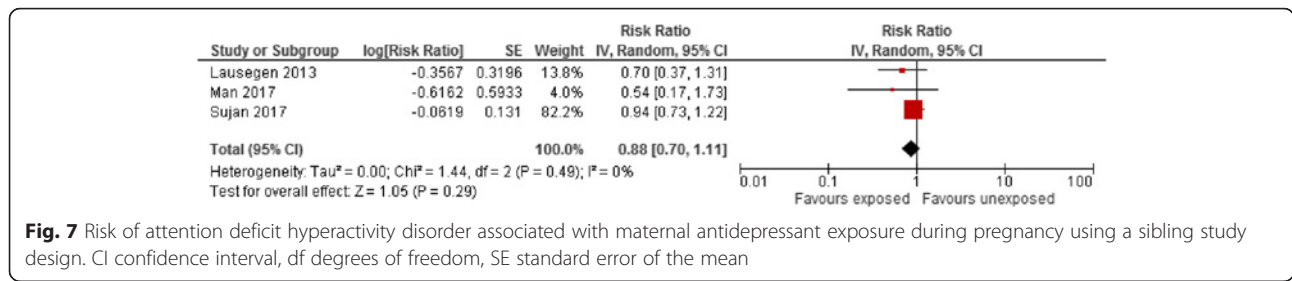 Risk Ratio Risk Ratio
Study or Subgroup log[Risk Ratio] SE Weight IV, Random, 95% CI IV, Random, 95% CI
Lausegen 2013 -0.3567 0.3196 13.8% 0.70 [0.37, 1.31]
Man 2017 -0.6162 0.5933 4.0% 0.54 [0.17, 1.73]
Sujan 2017 -0.0619 0.131 82.2% 0.94 [0.73, 1.22]
Total (95% CI) 100.0% 0.88 [0.70, 1.11]
Heterogeneity: Tau² = 0.00; Chi² = 1.44, df = 2 (P = 0.49); I² = 0%
Test for overall effect: Z = 1.05 (P = 0.29)
0.01 0.1 1 10 100
Favours exposed Favours unexposed
Fig. 7 Risk of attention deficit hyperactivity disorder associated with maternal antidepressant exposure during pregnancy using a sibling study
design. CI confidence interval, df degrees of freedom, SE standard error of the mean